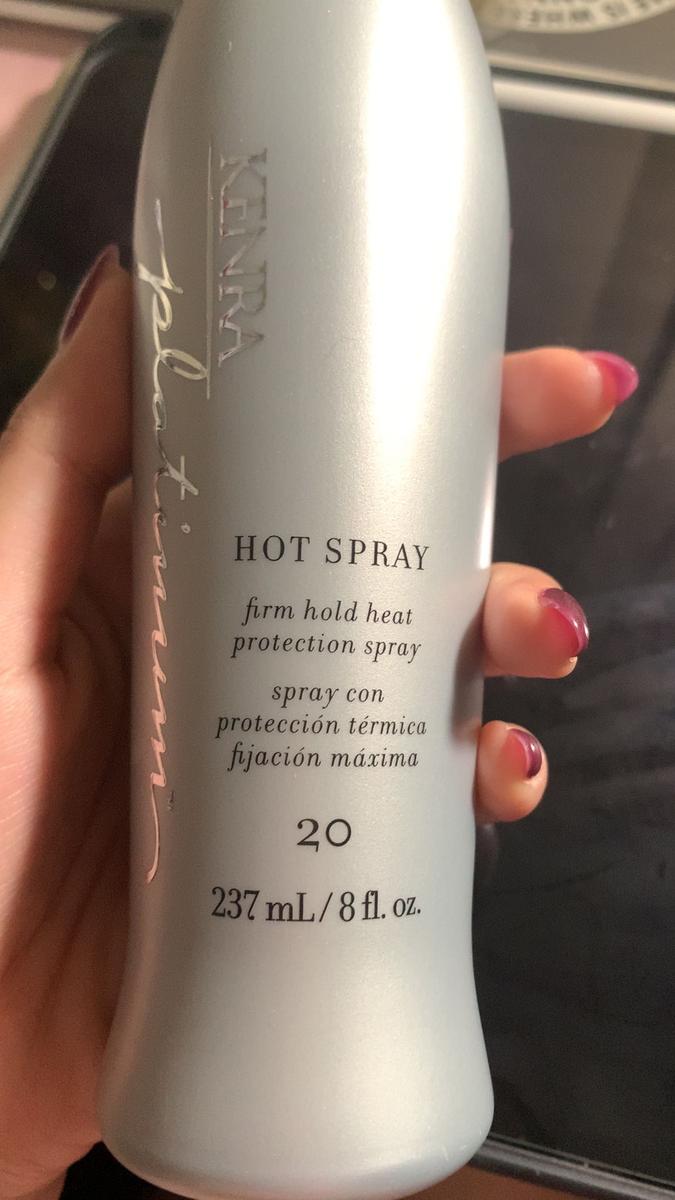 KENRA
platinum
HOT SPRAY
firm hold heat
protection spray
spray con
protección térmica
fijación máxima
20
237 mL/8 fl. oz.